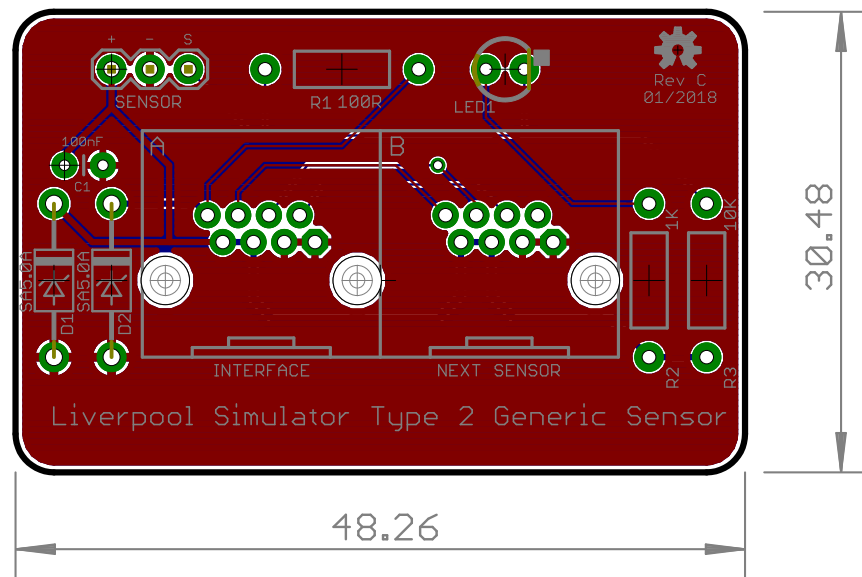 + - S
SENSOR
R1 100R
LED1
Rev C
01/2018
100nF
C1
A
B
1K
10K
SA5.0A
SA5.0A
D1
D2
R2
R3
INTERFACE
NEXT SENSOR
Liverpool Simulator Type 2 Generic Sensor
30.48
48.26